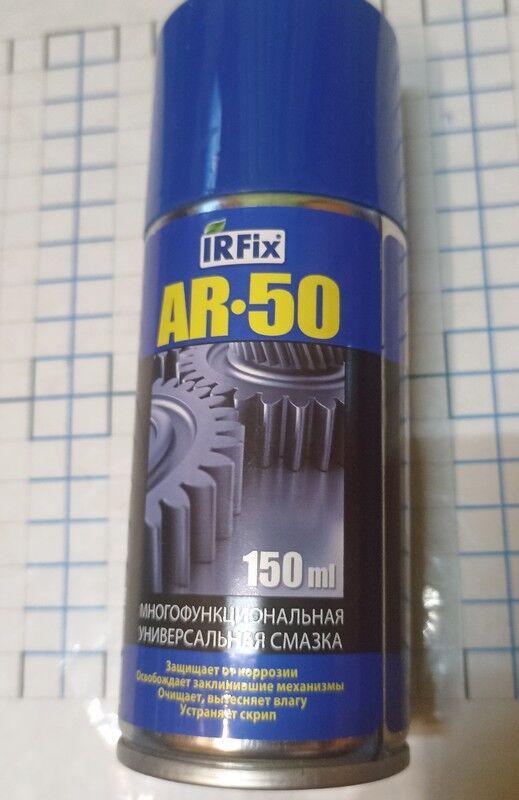 IRFix®
AR·50
150 ml
МНОГОФУНКЦИОНАЛЬНАЯ
УНИВЕРСАЛЬНАЯ СМАЗКА
Защищает от коррозии
Освобождает заклинившие механизмы
Очищает, вытесняет влагу
Устраняет скрип